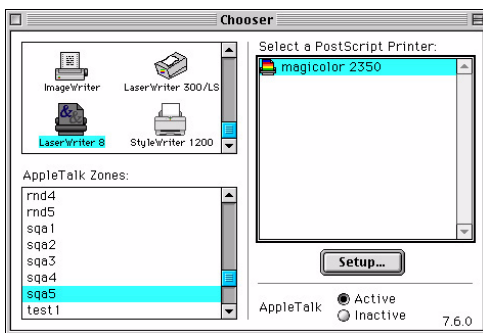 Chooser
ImageWriter
LaserWriter 300/LS
LaserWriter 8
StyleWriter 1200
AppleTalk Zones:
rnd4
rnd5
sqa1
sqa2
sqa3
sqa4
sqa5
test1
Select a PostScript Printer:
magicolor 2350
Setup...
AppleTalk
Active
Inactive
7.6.0